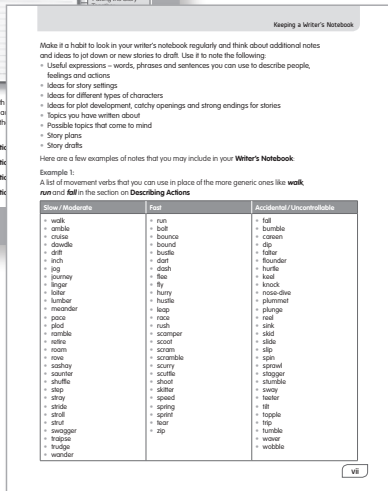 Keeping a Writer's Notebook
Make it a habit to look in your writer's notebook regularly and think about additional notes
and ideas to jot down or new stories to draft. Use it to note the following:
• Useful expressions – words, phrases and sentences you can use to describe people,
feelings and actions
• Ideas for story settings
• Ideas for different types of characters
• Ideas for plot development, catchy openings and strong endings for stories
• Topics you have written about
• Possible topics that come to mind
• Story plans
• Story drafts
Here are a few examples of notes that you may include in your Writer's Notebook:
Example 1:
A list of movement verbs that you can use in place of the more generic ones like walk,
run and fall in the section on Describing Actions
Slow / Moderate
• walk
• amble
• cruise
• dawdle
• drift
• inch
• jog
• journey
• linger
• loiter
• lumber
• meander
• pace
• plod
• ramble
• retire
• roam
• rove
• sashay
• saunter
• shuffle
• step
• stray
• stride
• stroll
• strut
• swagger
• traipse
• trudge
• wander
Fast
• run
• bolt
• bounce
• bound
• bustle
• dart
• dash
• flee
• fly
• hurry
• hustle
• leap
• race
• rush
• scamper
• scoot
• scram
• scramble
• scurry
• scuttle
• shoot
• skitter
• speed
• spring
• sprint
• tear
• zip
Accidental / Uncontrollable
• fall
• bumble
• careen
• dip
• falter
• flounder
• hurtle
• keel
• knock
• nose-dive
• plummet
• plunge
• reel
• sink
• skid
• slide
• slip
• spin
• sprawl
• stagger
• stumble
• sway
• teeter
• tilt
• topple
• trip
• tumble
• waver
• wobble
vii